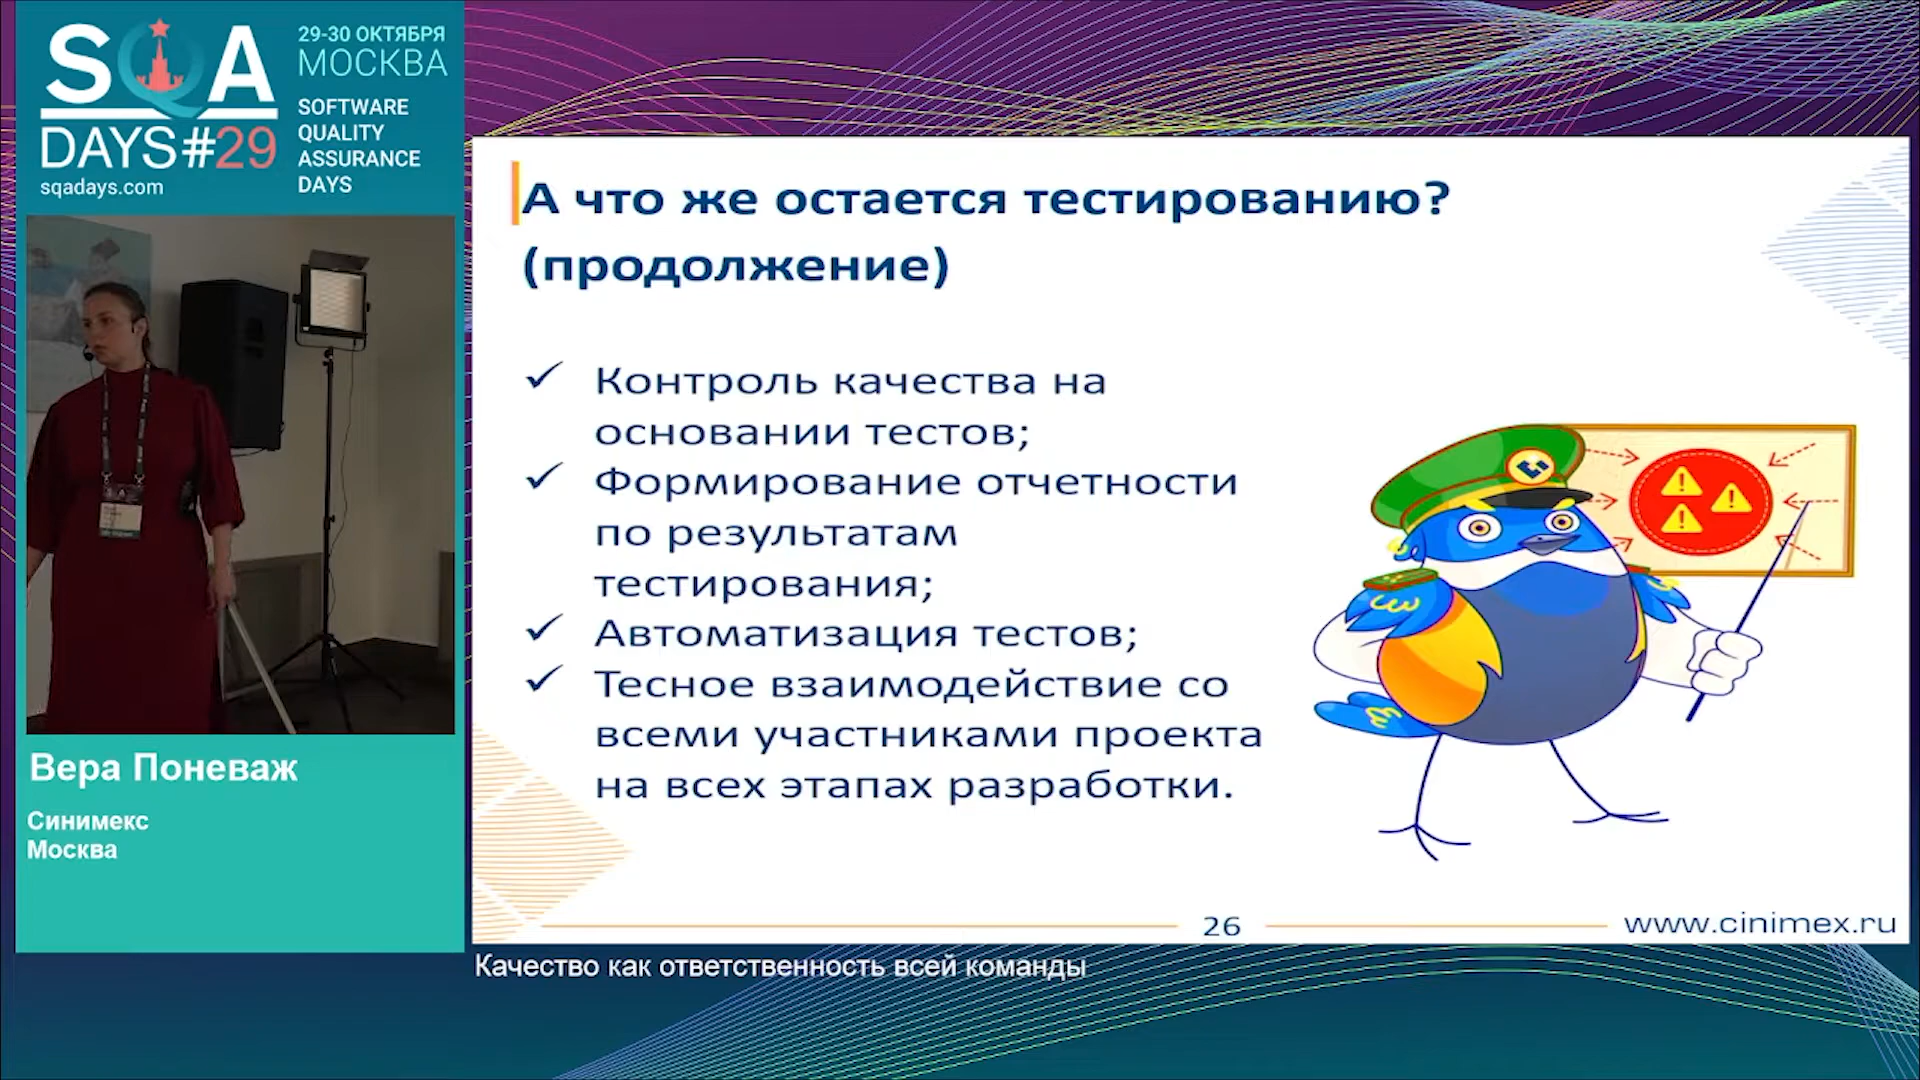 SQA
DAYS#29
sqadays.com
29-30 ОКТЯБРЯ
МОСКВА
SOFTWARE
QUALITY
ASSURANCE
DAYS
А что же остается тестированию?
(продолжение)
✓ Контроль качества на
основании тестов;
✓ Формирование отчетности
по результатам
тестирования;
✓ Автоматизация тестов;
✓ Тесное взаимодействие со
всеми участниками проекта
на всех этапах разработки.
26
www.cinimex.ru
Вера Поневаж
Синимекс
Москва
Качество как ответственность всей команды